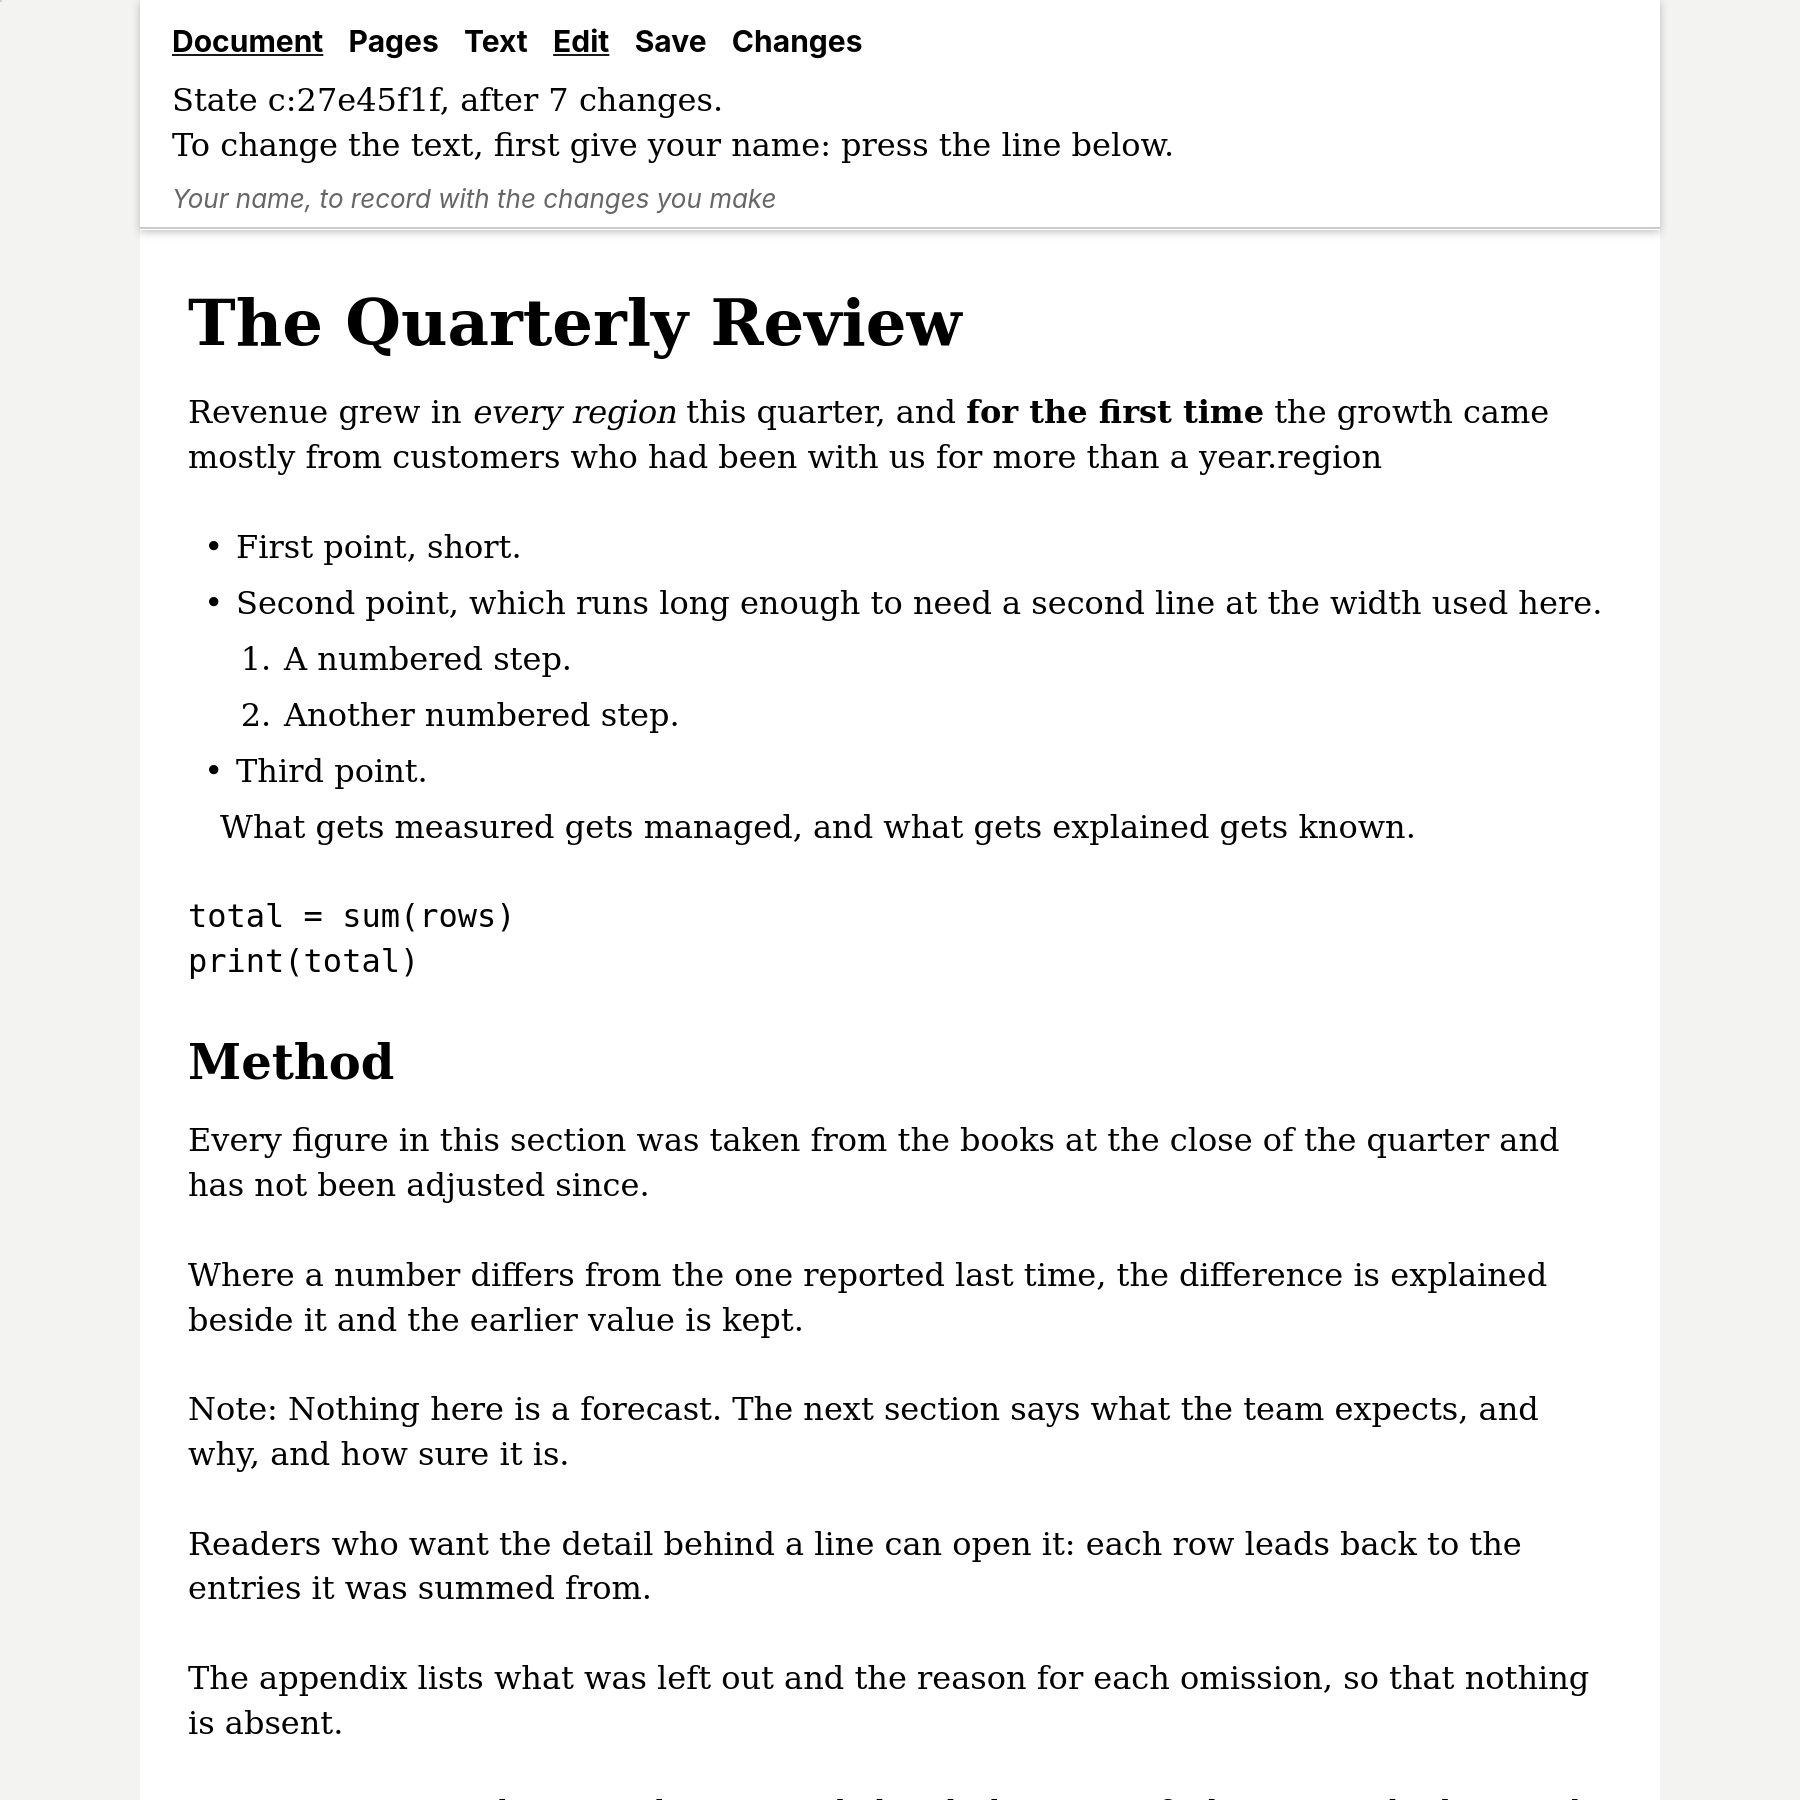 Document Pages Text Edit Save Changes
State c:27e45f1f, after 7 changes.
To change the text, first give your name: press the line below.
Your name, to record with the changes you make
The Quarterly Review
Revenue grew in every region this quarter, and for the first time the growth came
mostly from customers who had been with us for more than a year.region
• First point, short.
• Second point, which runs long enough to need a second line at the width used here.
1. A numbered step.
2. Another numbered step.
• Third point.
What gets measured gets managed, and what gets explained gets known.
total = sum(rows)
print(total)
Method
Every figure in this section was taken from the books at the close of the quarter and
has not been adjusted since.
Where a number differs from the one reported last time, the difference is explained
beside it and the earlier value is kept.
Note: Nothing here is a forecast. The next section says what the team expects, and
why, and how sure it is.
Readers who want the detail behind a line can open it: each row leads back to the
entries it was summed from.
The appendix lists what was left out and the reason for each omission, so that nothing
is absent.